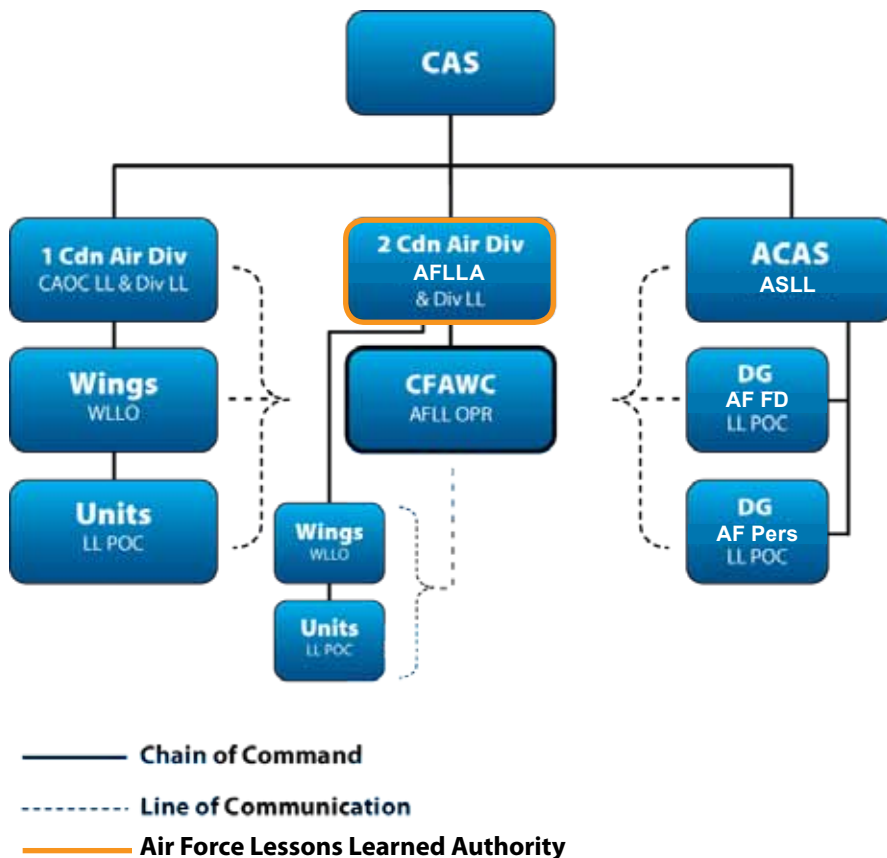 CAS
1 Cdn Air Div
CAOC LL & Div LL
2 Cdn Air Div
AFLLA
& Div LL
ACAS
ASLL
Wings
WLLO
CFAWC
AFLL OPR
DG
AF FD
LL POC
Units
LL POC
Wings
WLLO
DG
AF Pers
LL POC
Units
LL POC
Chain of Command
Line of Communication
Air Force Lessons Learned Authority